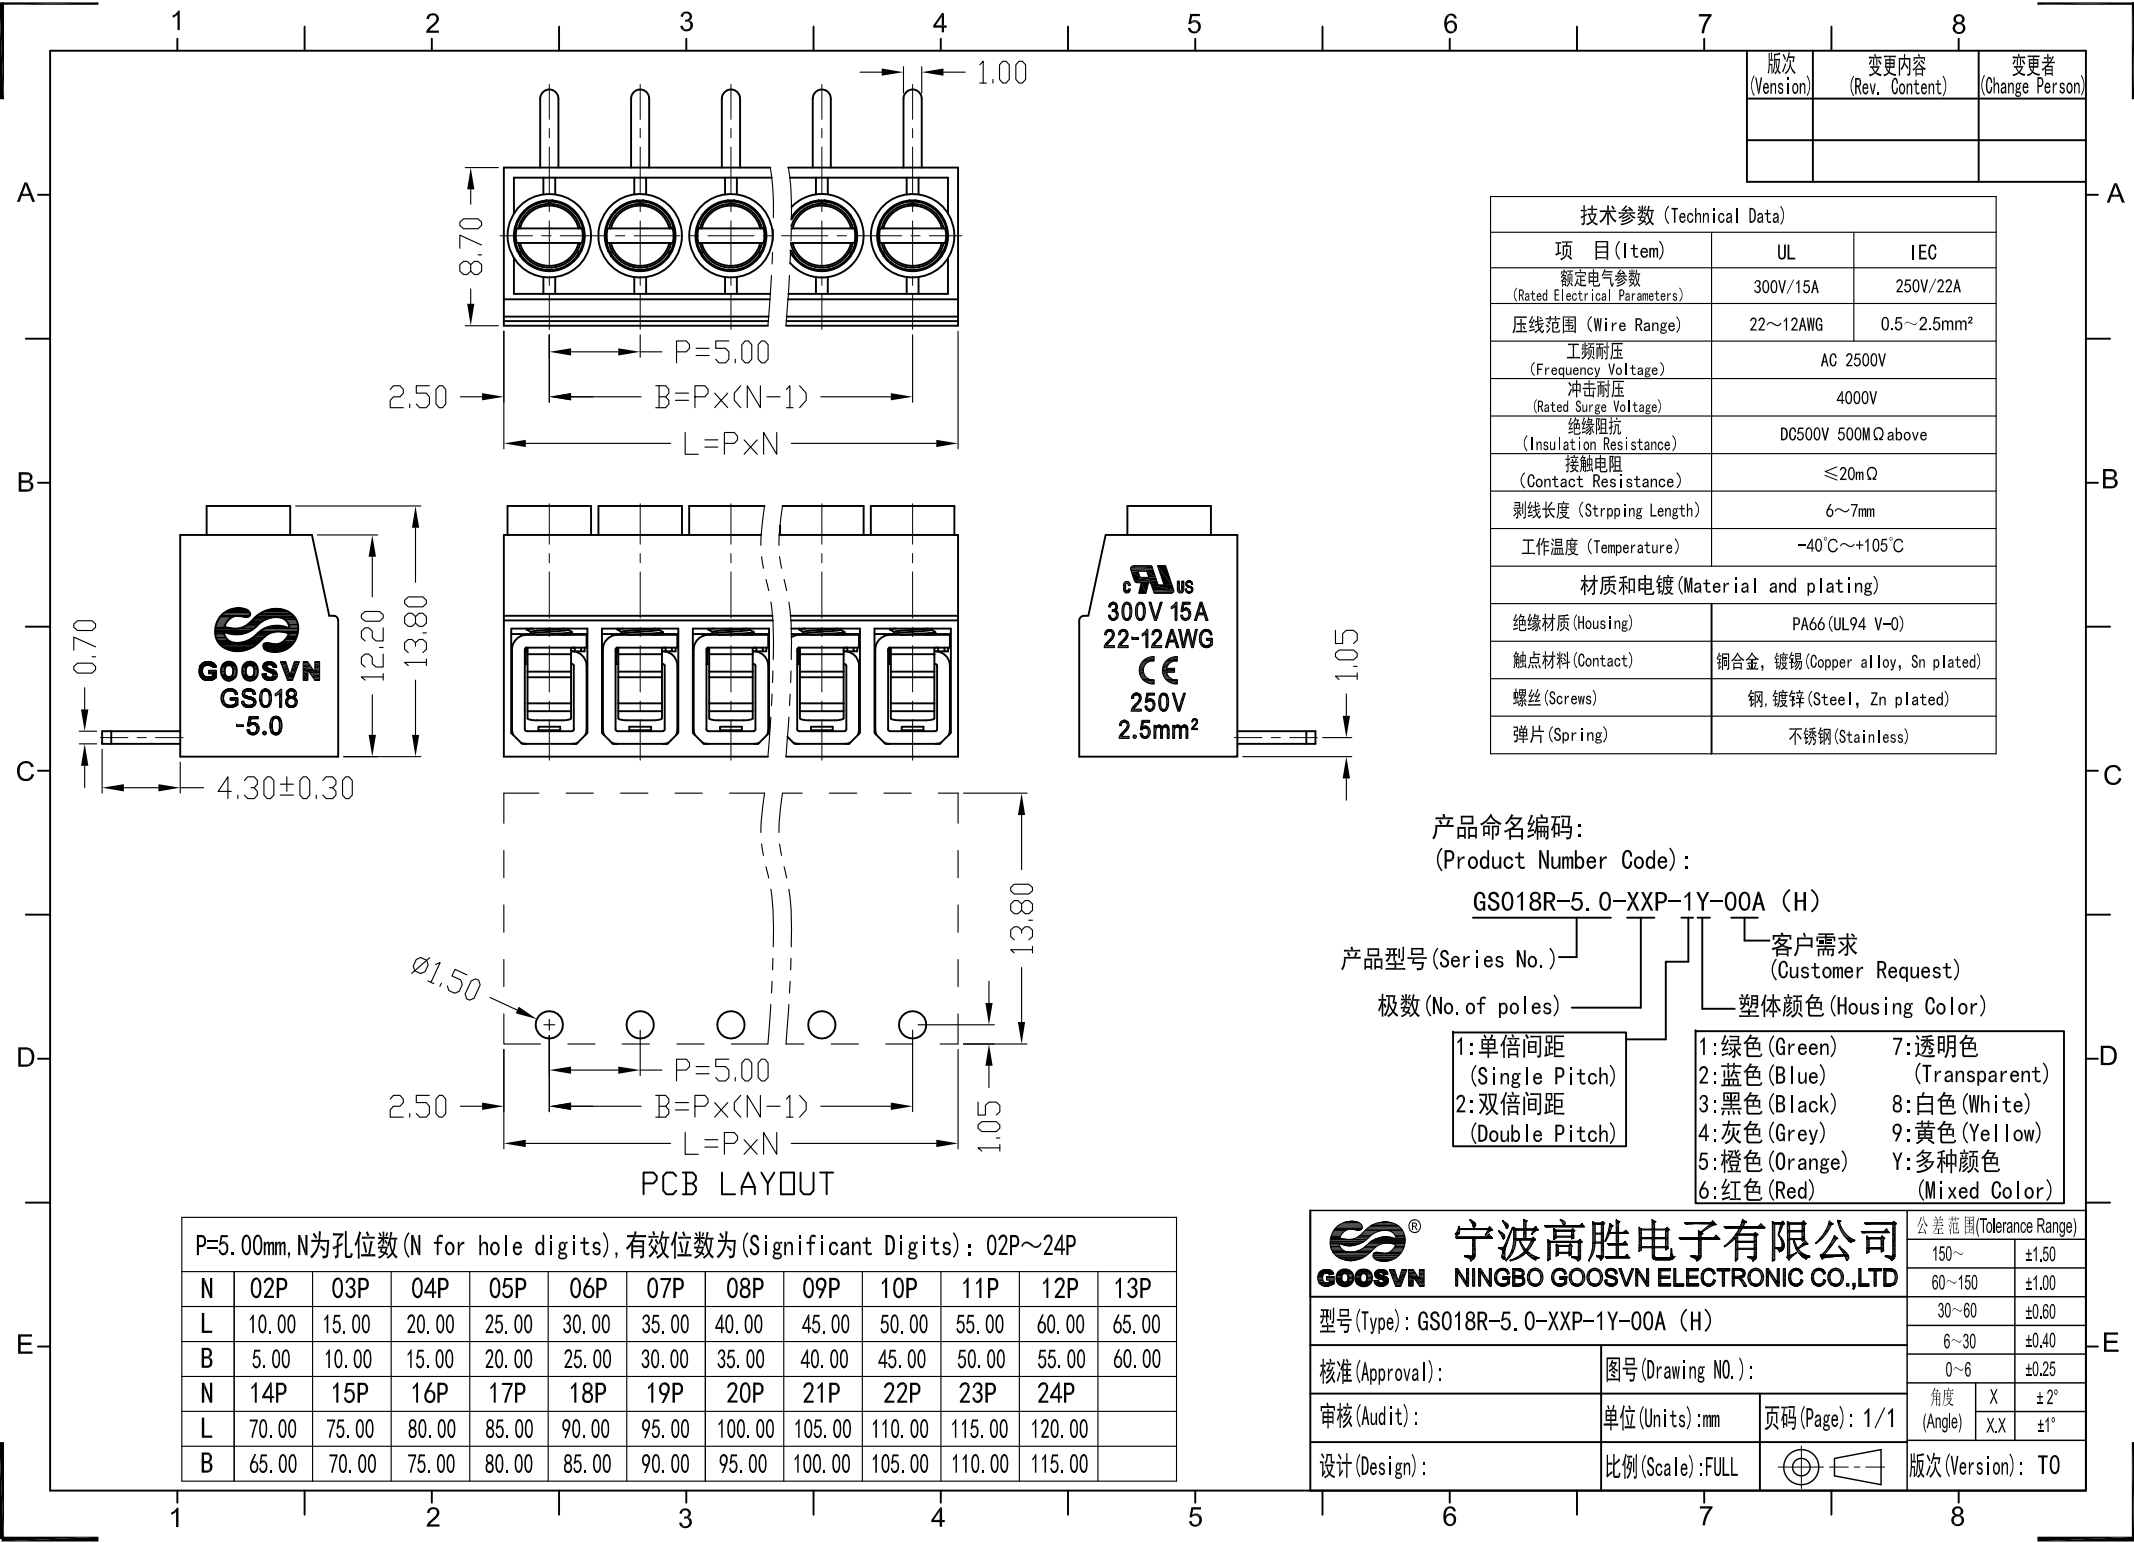 1 2 3 4 5 6 7 8
版次 变更内容 变更者
(Vension) (Rev. Content) (Change Person)
1.00
A A
8.70
P=5.00
2.50 B=Px(N-1)
L=PxN
技术参数 (Technical Data)
项 目(Item) UL IEC
额定电气参数
(Rated Electrical Parameters) 300V/15A 250V/22A
压线范围 (Wire Range) 22～12AWG 0.5～2.5mm²
工频耐压
(Frequency Voltage) AC 2500V
冲击耐压
(Rated Surge Voltage) 4000V
绝缘阻抗
(Insulation Resistance) DC500V 500MΩabove
接触电阻
(Contact Resistance) ≤20mΩ
剥线长度 (Strpping Length) 6～7mm
工作温度 (Temperature) -40℃～+105℃
材质和电镀(Material and plating)
绝缘材质(Housing) PA66(UL94 V-0)
触点材料(Contact) 铜合金, 镀锡(Copper alloy, Sn plated)
螺丝(Screws) 钢,镀锌(Steel, Zn plated)
弹片(Spring) 不锈钢(Stainless)
B B
0.70
GOOSVN
GS018
-5.0
12.20
13.80
4.30±0.30
c RU US
300V 15A
22-12AWG
CE
250V
2.5mm²
1.05
C C
Ø1.50
13.80
P=5.00
2.50 B=Px(N-1)
L=PxN
1.05
PCB LAYOUT
产品命名编码:
(Product Number Code):
GS018R-5.0-XXP-1Y-00A (H)
产品型号(Series No.)
客户需求
(Customer Request)
极数(No.of poles)
塑体颜色(Housing Color)
1:单倍间距
(Single Pitch)
2:双倍间距
(Double Pitch)
1:绿色(Green) 7:透明色
2:蓝色(Blue) (Transparent)
3:黑色(Black) 8:白色(White)
4:灰色(Grey) 9:黄色(Yellow)
5:橙色(Orange) Y:多种颜色
6:红色(Red) (Mixed Color)
D D
P=5.00mm,N为孔位数(N for hole digits),有效位数为(Significant Digits): 02P～24P
N 02P 03P 04P 05P 06P 07P 08P 09P 10P 11P 12P 13P
L 10.00 15.00 20.00 25.00 30.00 35.00 40.00 45.00 50.00 55.00 60.00 65.00
B 5.00 10.00 15.00 20.00 25.00 30.00 35.00 40.00 45.00 50.00 55.00 60.00
N 14P 15P 16P 17P 18P 19P 20P 21P 22P 23P 24P
L 70.00 75.00 80.00 85.00 90.00 95.00 100.00 105.00 110.00 115.00 120.00
B 65.00 70.00 75.00 80.00 85.00 90.00 95.00 100.00 105.00 110.00 115.00
GOOSVN ® 宁波高胜电子有限公司
NINGBO GOOSVN ELECTRONIC CO.,LTD
型号(Type): GS018R-5.0-XXP-1Y-00A (H)
核准(Approval): 图号(Drawing NO.):
审核(Audit): 单位(Units):mm 页码(Page): 1/1
设计(Design): 比例(Scale):FULL
公差范围(Tolerance Range)
150～ ±1.50
60～150 ±1.00
30～60 ±0.60
6～30 ±0.40
0～6 ±0.25
角度 X ±2°
(Angle) X.X ±1°
版次(Version): T0
E E
1 2 3 4 5 6 7 8